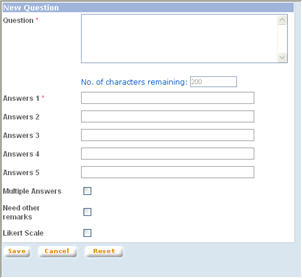 New Question
Question *
No. of characters remaining: 200
Answers 1 *
Answers 2
Answers 3
Answers 4
Answers 5
Multiple Answers
Need other
remarks
Likert Scale
Save Cancel Reset